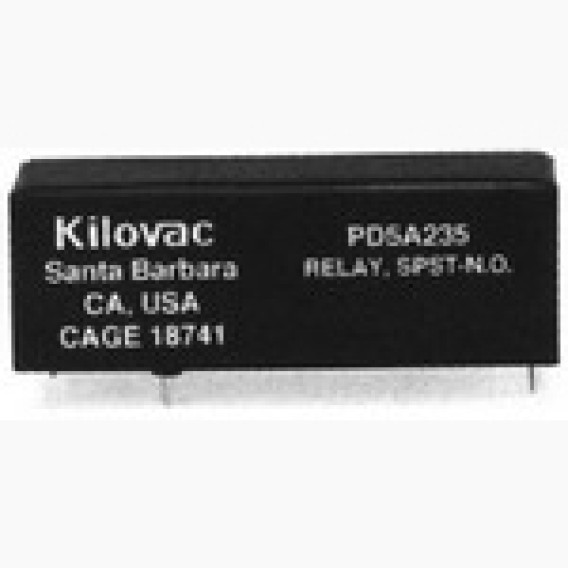 Kilovac
Santa Barbara
CA, USA
CAGE 18741
PD5A235
RELAY, SPST-N.O.